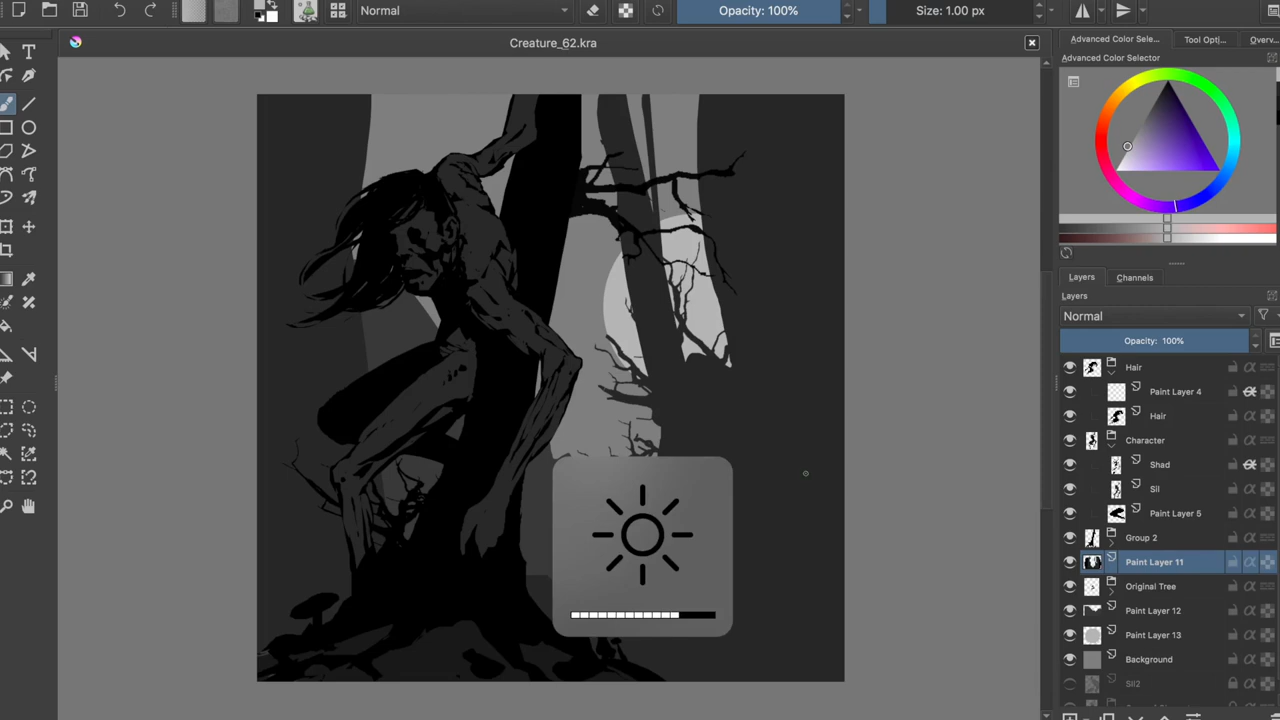 Normal
Opacity: 100%
Size: 1.00 px
Creature_62.kra
Advanced Color Sele...
Tool Opti...
Overv...
Advanced Color Selector
Layers
Channels
Layers
Normal
Opacity: 100%
Hair
Paint Layer 4
Hair
Character
Shad
Sil
Paint Layer 5
Group 2
Paint Layer 11
Original Tree
Paint Layer 12
Paint Layer 13
Background
Sil2